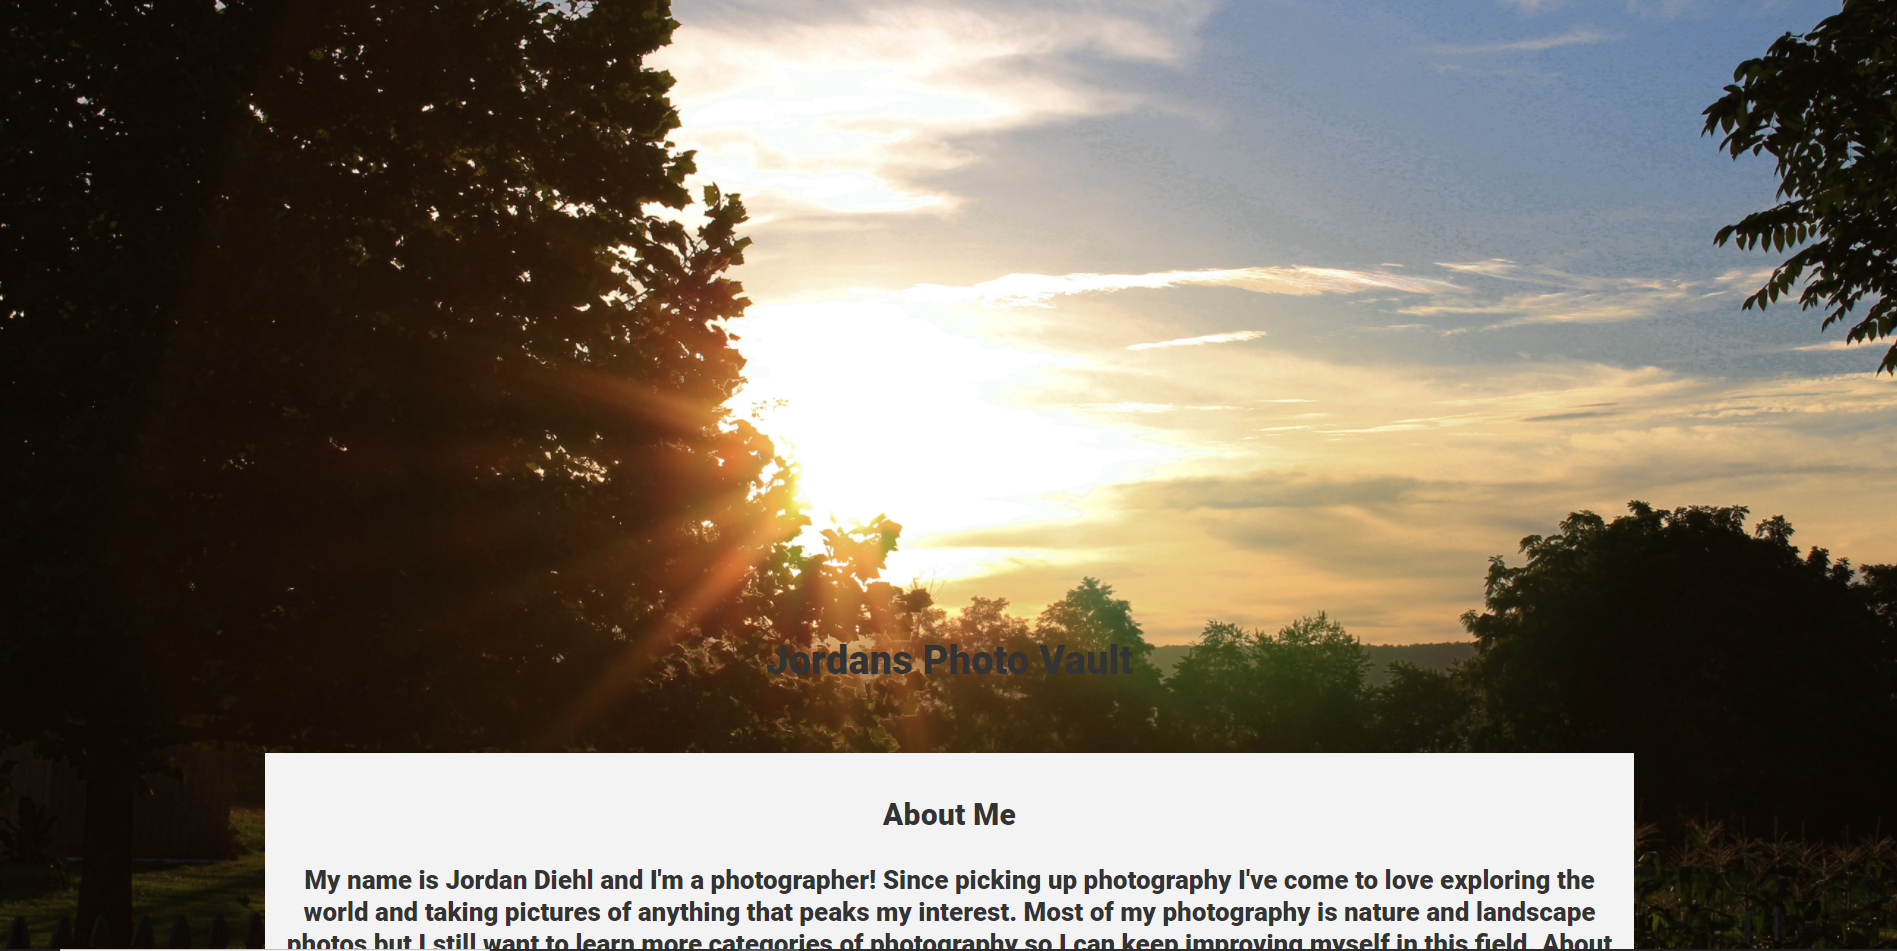 Jordans Photo Vault
About Me
My name is Jordan Diehl and I'm a photographer! Since picking up photography I've come to love exploring the
world and taking pictures of anything that peaks my interest. Most of my photography is nature and landscape
photos but I still want to learn more categories of photography so I can keep improving myself in this field. About